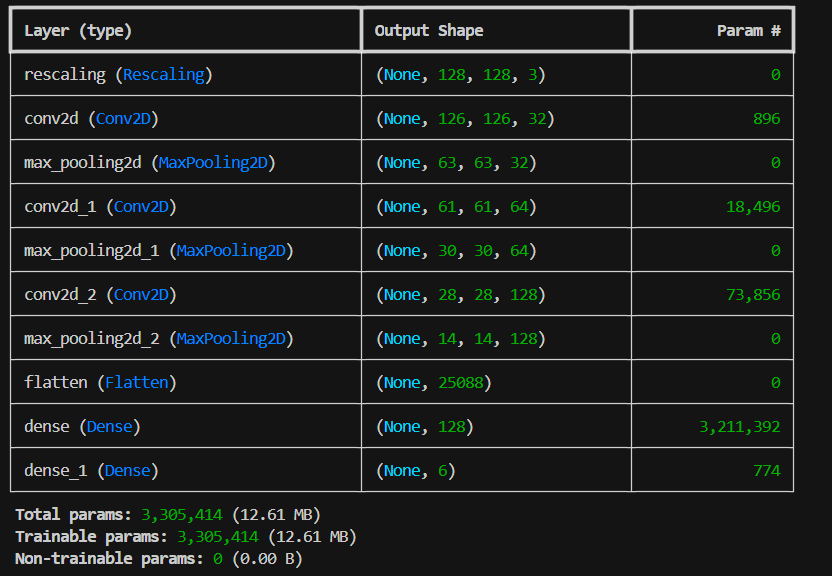 Layer (type) Output Shape Param #
rescaling (Rescaling) (None, 128, 128, 3) 0
conv2d (Conv2D) (None, 126, 126, 32) 896
max_pooling2d (MaxPooling2D) (None, 63, 63, 32) 0
conv2d_1 (Conv2D) (None, 61, 61, 64) 18,496
max_pooling2d_1 (MaxPooling2D) (None, 30, 30, 64) 0
conv2d_2 (Conv2D) (None, 28, 28, 128) 73,856
max_pooling2d_2 (MaxPooling2D) (None, 14, 14, 128) 0
flatten (Flatten) (None, 25088) 0
dense (Dense) (None, 128) 3,211,392
dense_1 (Dense) (None, 6) 774
Total params: 3,305,414 (12.61 MB)
Trainable params: 3,305,414 (12.61 MB)
Non-trainable params: 0 (0.00 B)